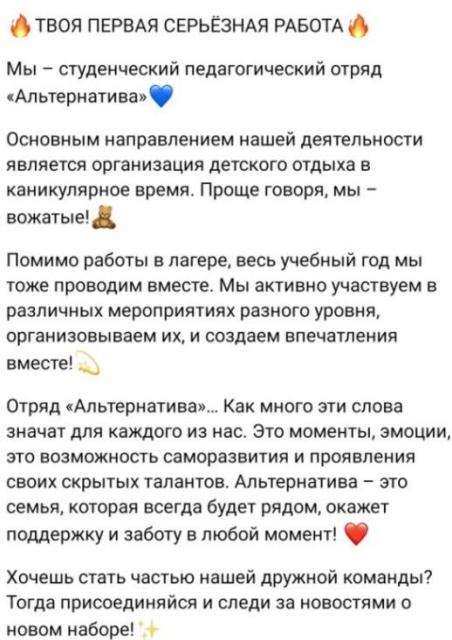 🔥ТВОЯ ПЕРВАЯ СЕРЬЁЗНАЯ РАБОТА🔥
Мы – студенческий педагогический отряд
«Альтернатива»💙
Основным направлением нашей деятельности
является организация детского отдыха в
каникулярное время. Проще говоря, мы –
вожатые!🧸
Помимо работы в лагере, весь учебный год мы
тоже проводим вместе. Мы активно участвуем в
различных мероприятиях разного уровня,
организовываем их, и создаем впечатления
вместе!💫
Отряд «Альтернатива»... Как много эти слова
значат для каждого из нас. Это моменты, эмоции,
это возможность саморазвития и проявления
своих скрытых талантов. Альтернатива – это
семья, которая всегда будет рядом, окажет
поддержку и заботу в любой момент! ❤️
Хочешь стать частью нашей дружной команды?
Тогда присоединяйся и следи за новостями о
новом наборе!✨